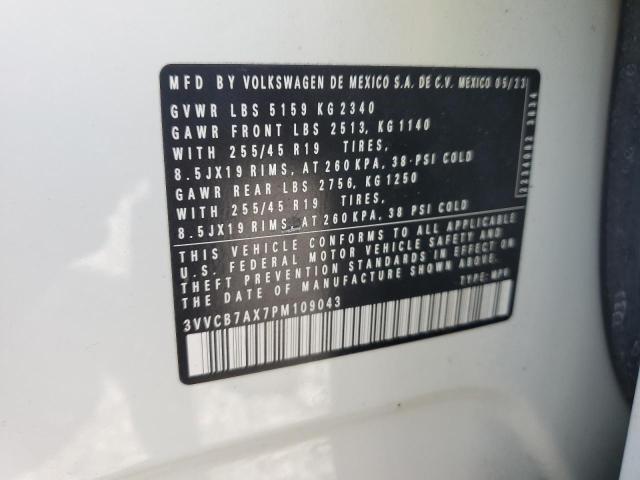 MFD BY VOLKSWAGEN DE MEXICO S.A. DE C.V. MEXICO 05/23
GVWR LBS 5159 KG 2340
GAWR FRONT LBS 2513, KG 1140
WITH 255/45 R19 TIRES,
8.5JX19 RIMS, AT 260 KPA, 38-PSI COLD
GAWR REAR LBS 2756, KG 1250
WITH 255/45 R19 TIRES,
8.5JX19 RIMS, AT 260 KPA, 38 PSI COLD
THIS VEHICLE CONFORMS TO ALL APPLICABLE
U.S. FEDERAL MOTOR VEHICLE SAFETY AND
THEFT PREVENTION STANDARDS IN EFFECT ON
THE DATE OF MANUFACTURE SHOWN ABOVE.
TYPE: MPV
3VVCB7AX7PM109043